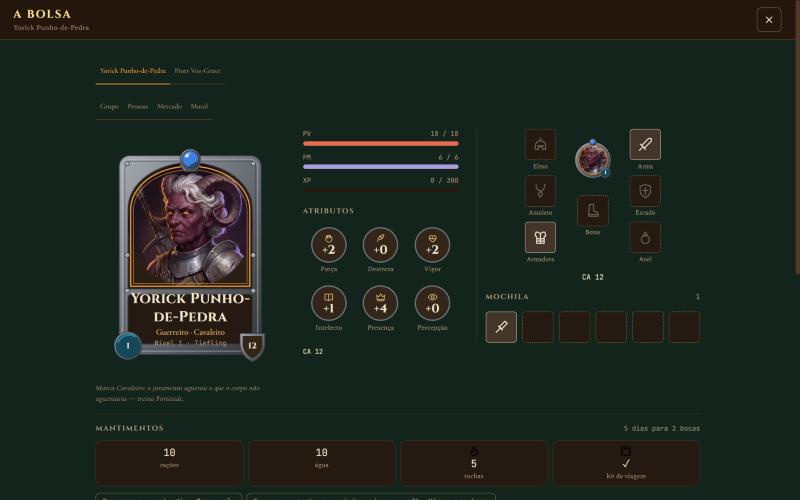 A BOLSA
Yorick Punho-de-Pedra
Yorick Punho-de-Pedra Pixer Voz-Grave
Grupo Pessoas Mercado Mural
PV 18 / 18
PM 6 / 6
XP 0 / 300
ATRIBUTOS
+2 +0 +2
Força Destreza Vigor
+1 +4 +0
Intelecto Presença Percepção
CA 12
YORICK PUNHO-
DE-PEDRA
Guerreiro · Cavaleiro
Nível 1 · Tiefling
1 12
Marca Cavaleiro: o juramento aguenta o que o corpo não
aguentaria — treina Fortitude.
1
Elmo Arma
Amuleto Escudo
Botas
Armadura Anel
CA 12
MOCHILA 1
MANTIMENTOS 5 dias para 2 bocas
10 10 5 ✓
rações água tochas kit de viagem